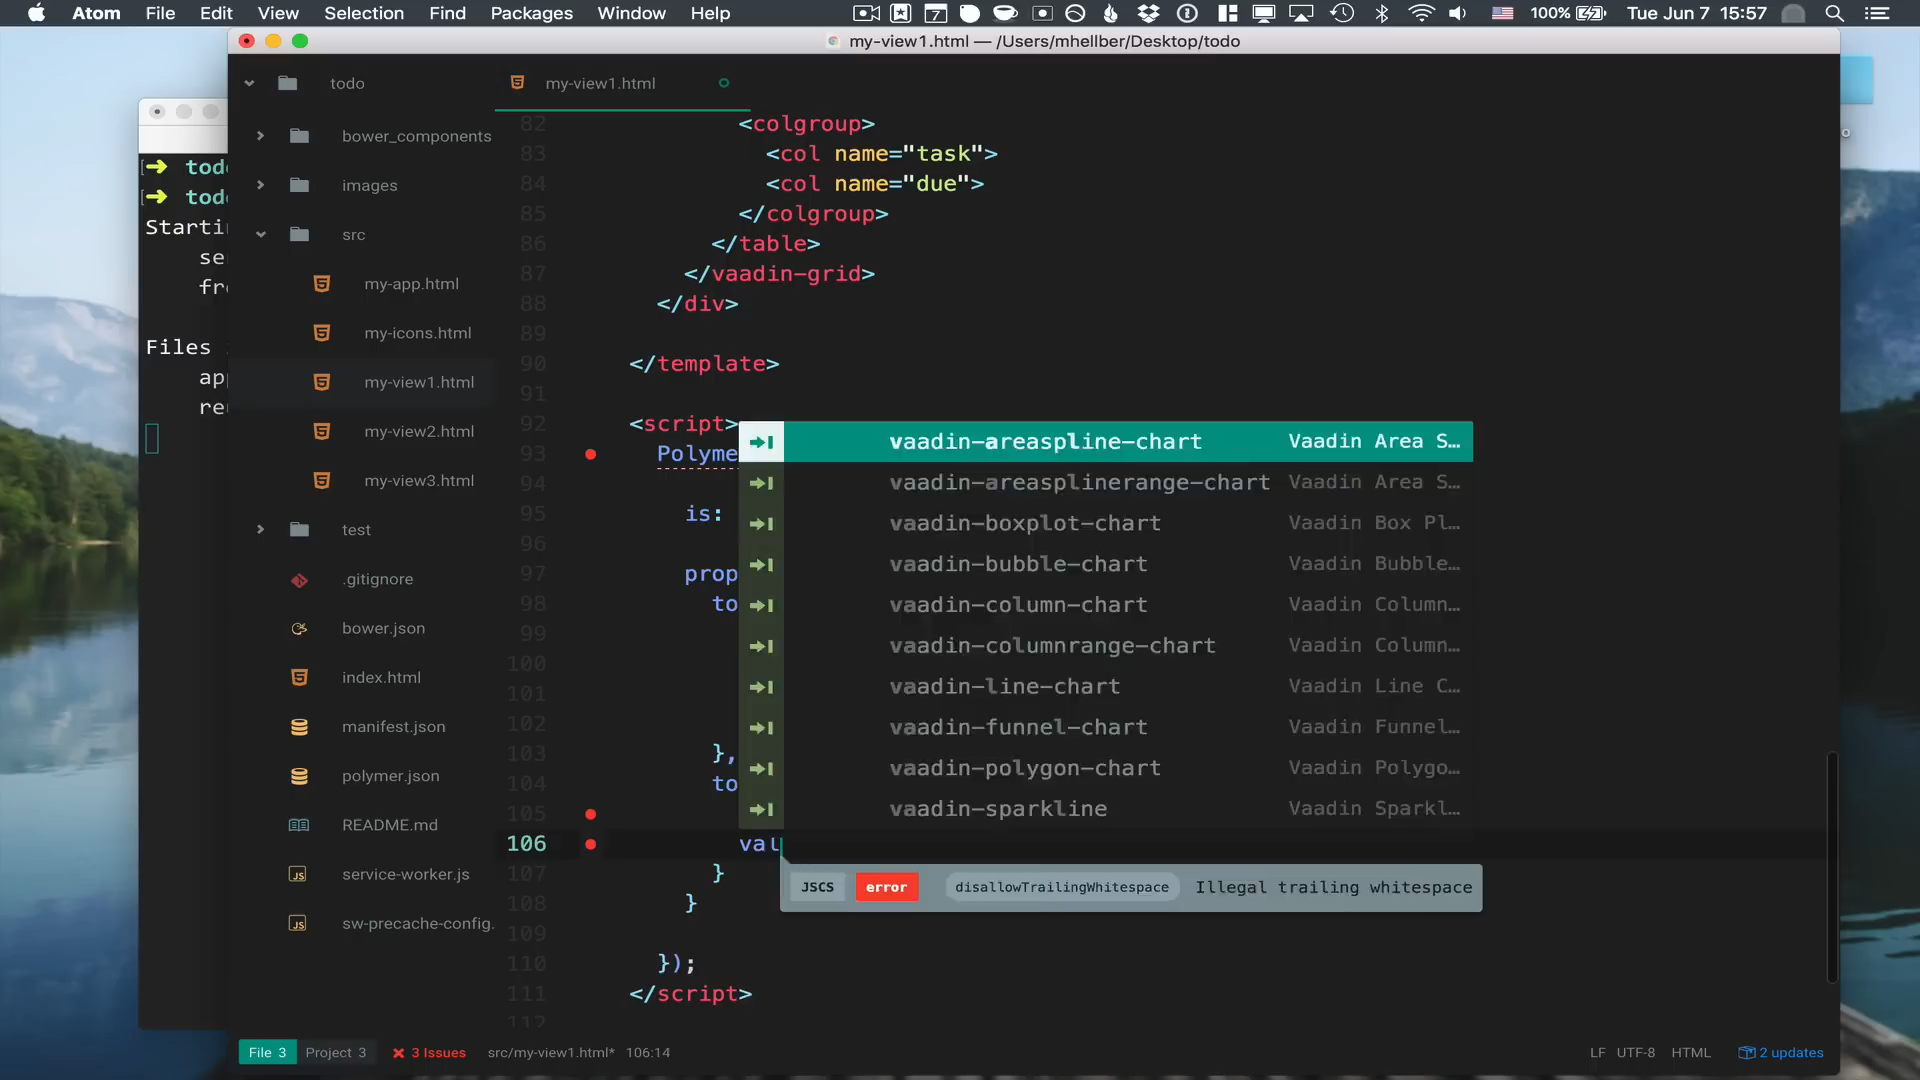 Atom File Edit View Selection Find Packages Window Help 7 100% Tue Jun 7 15:57
my-view1.html — /Users/mhellber/Desktop/todo
todo
my-view1.html
bower_components
images
src
my-app.html
my-icons.html
my-view1.html
my-view2.html
my-view3.html
test
.gitignore
bower.json
index.html
manifest.json
polymer.json
README.md
service-worker.js
sw-precache-config.
82 <colgroup>
83 <col name="task">
84 <col name="due">
85 </colgroup>
86 </table>
87 </vaadin-grid>
88 </div>
89
90 </template>
91
92 <script>
93 Polyme
94
95 is:
96
97 prop
98 to
99
100
101
102
103 },
104 to
105
106 val
107 }
108 }
109
110 });
111 </script>
112
vaadin-areaspline-chart Vaadin Area S…
vaadin-areasplinerange-chart Vaadin Area S…
vaadin-boxplot-chart Vaadin Box Pl…
vaadin-bubble-chart Vaadin Bubble…
vaadin-column-chart Vaadin Column…
vaadin-columnrange-chart Vaadin Column…
vaadin-line-chart Vaadin Line C…
vaadin-funnel-chart Vaadin Funnel…
vaadin-polygon-chart Vaadin Polygo…
vaadin-sparkline Vaadin Sparkl…
JSCS error disallowTrailingWhitespace Illegal trailing whitespace
File 3 Project 3 3 Issues src/my-view1.html* 106:14 LF UTF-8 HTML 2 updates
Startin
Files